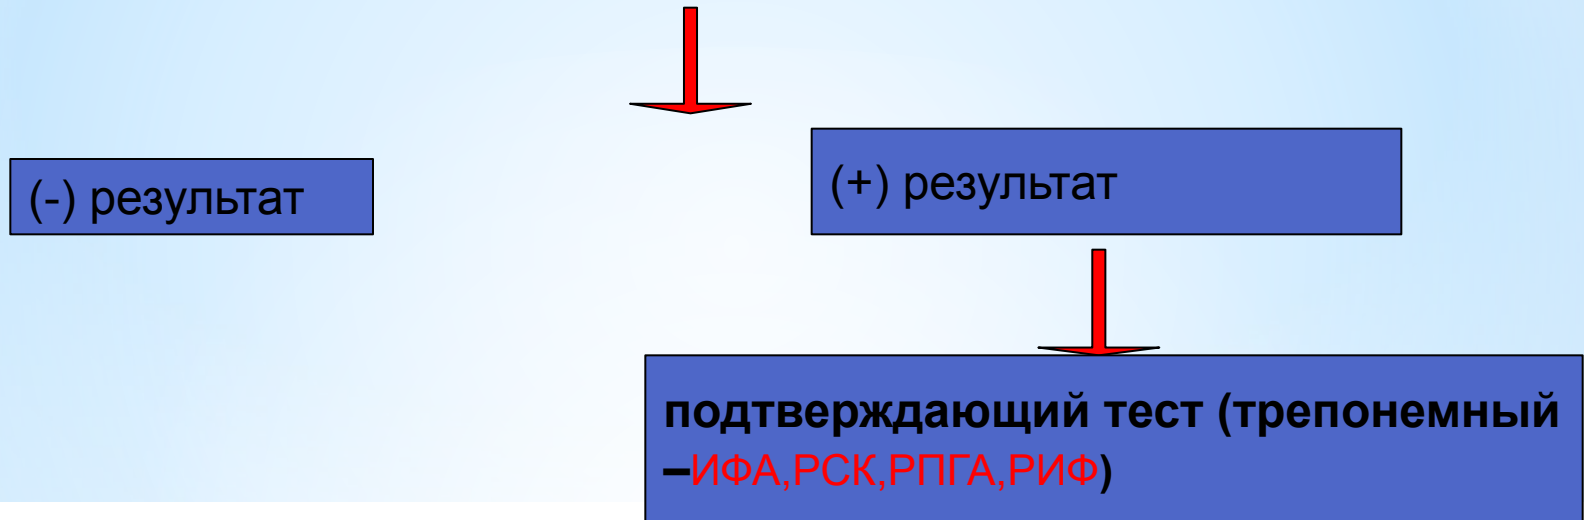 (-) результат
(+) результат
подтверждающий тест (трепонемный
–ИФА,РСК,РПГА,РИФ)